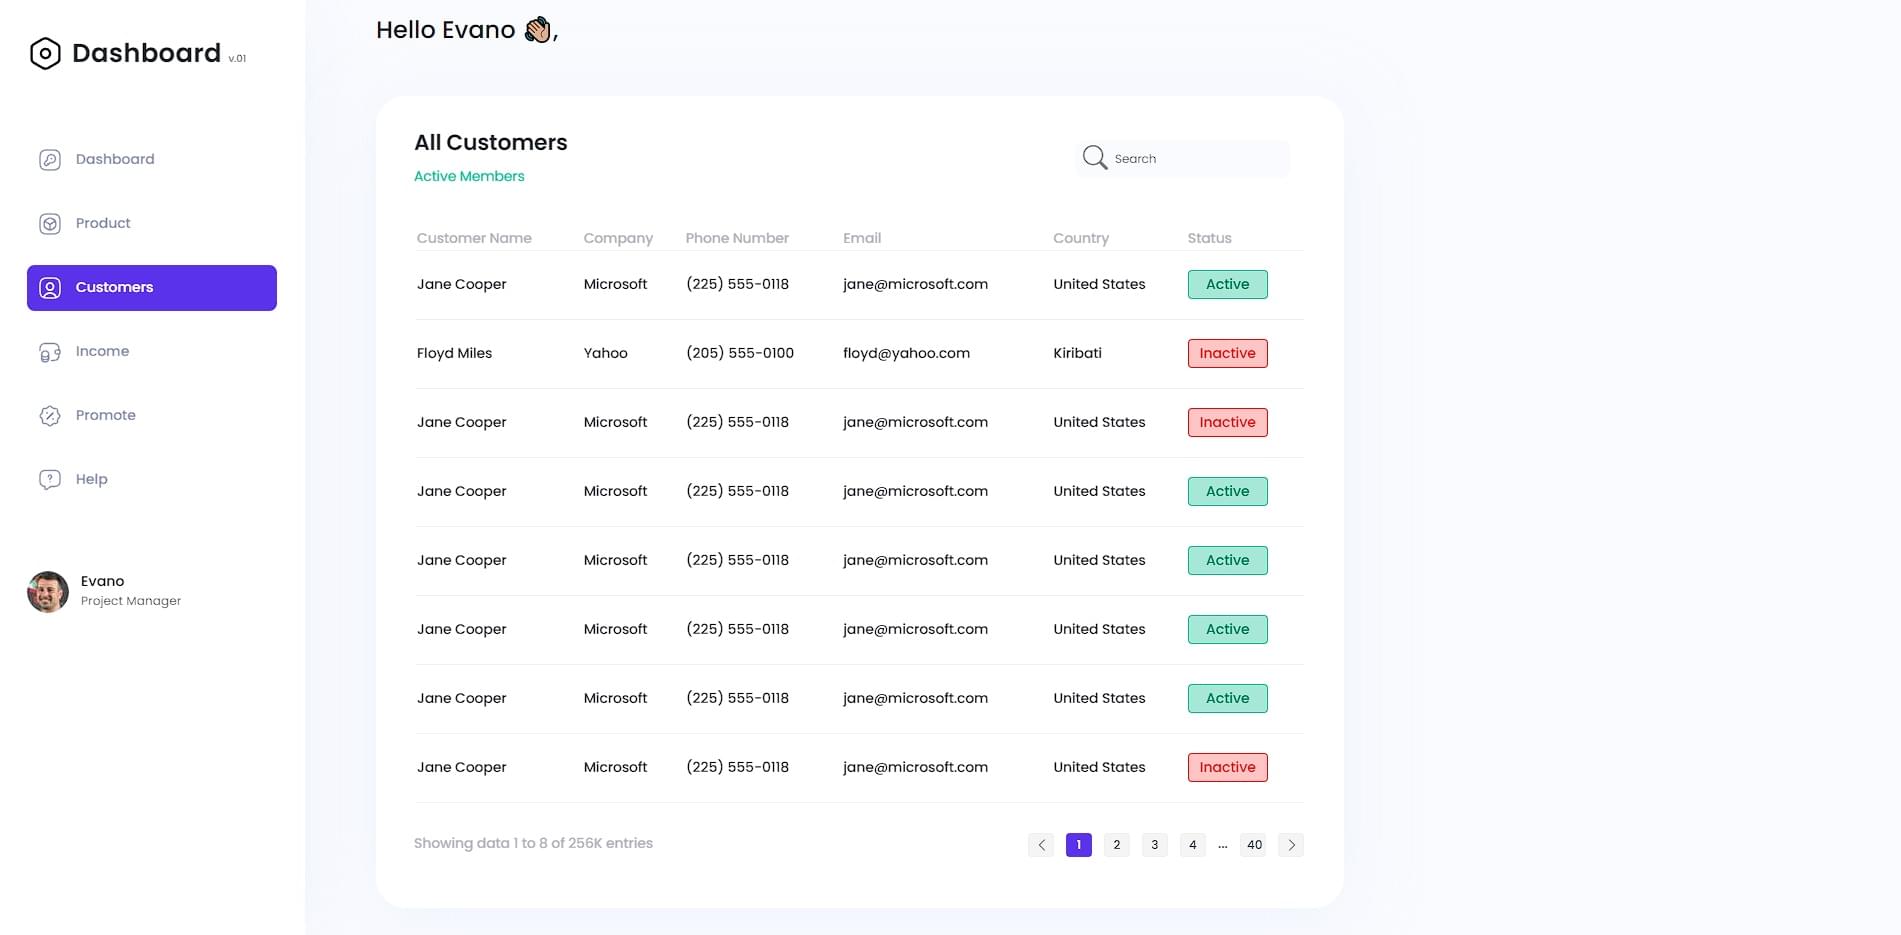 Dashboard v.01
Dashboard
Product
Customers
Income
Promote
Help
Evano
Project Manager
Hello Evano 👋🏼,
All Customers
Active Members
Search
Customer Name Company Phone Number Email Country Status
Jane Cooper Microsoft (225) 555-0118 jane@microsoft.com United States Active
Floyd Miles Yahoo (205) 555-0100 floyd@yahoo.com Kiribati Inactive
Jane Cooper Microsoft (225) 555-0118 jane@microsoft.com United States Inactive
Jane Cooper Microsoft (225) 555-0118 jane@microsoft.com United States Active
Jane Cooper Microsoft (225) 555-0118 jane@microsoft.com United States Active
Jane Cooper Microsoft (225) 555-0118 jane@microsoft.com United States Active
Jane Cooper Microsoft (225) 555-0118 jane@microsoft.com United States Active
Jane Cooper Microsoft (225) 555-0118 jane@microsoft.com United States Inactive
Showing data 1 to 8 of 256K entries
< 1 2 3 4 ... 40 >